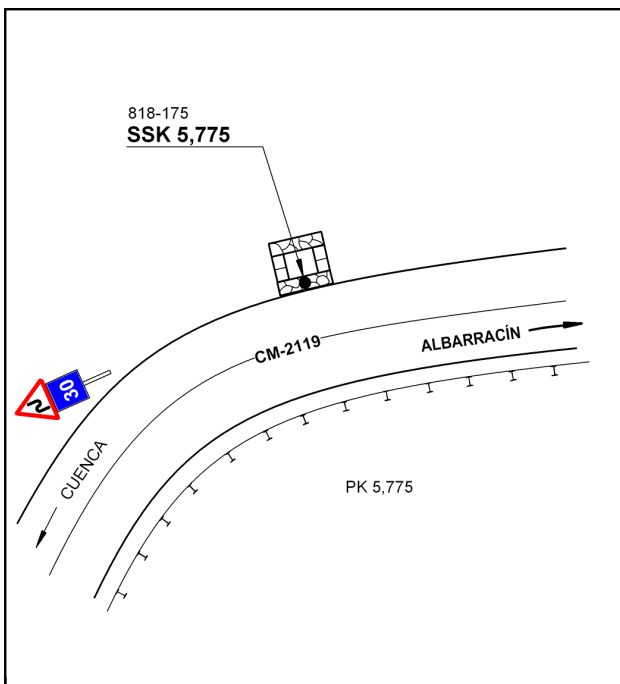 818-175
SSK 5,775
CM-2119
ALBARRACÍN
30
CUENCA
PK 5,775